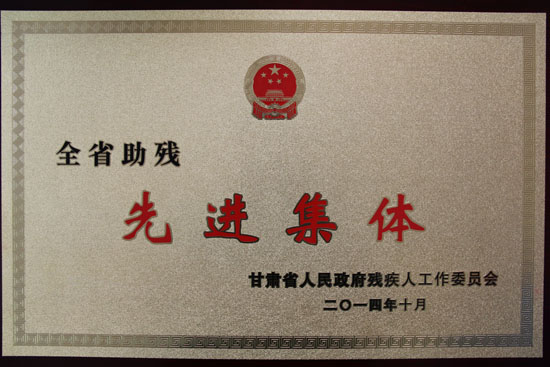 全省助残
先进集体
甘肃省人民政府残疾人工作委员会
二〇一四年十月